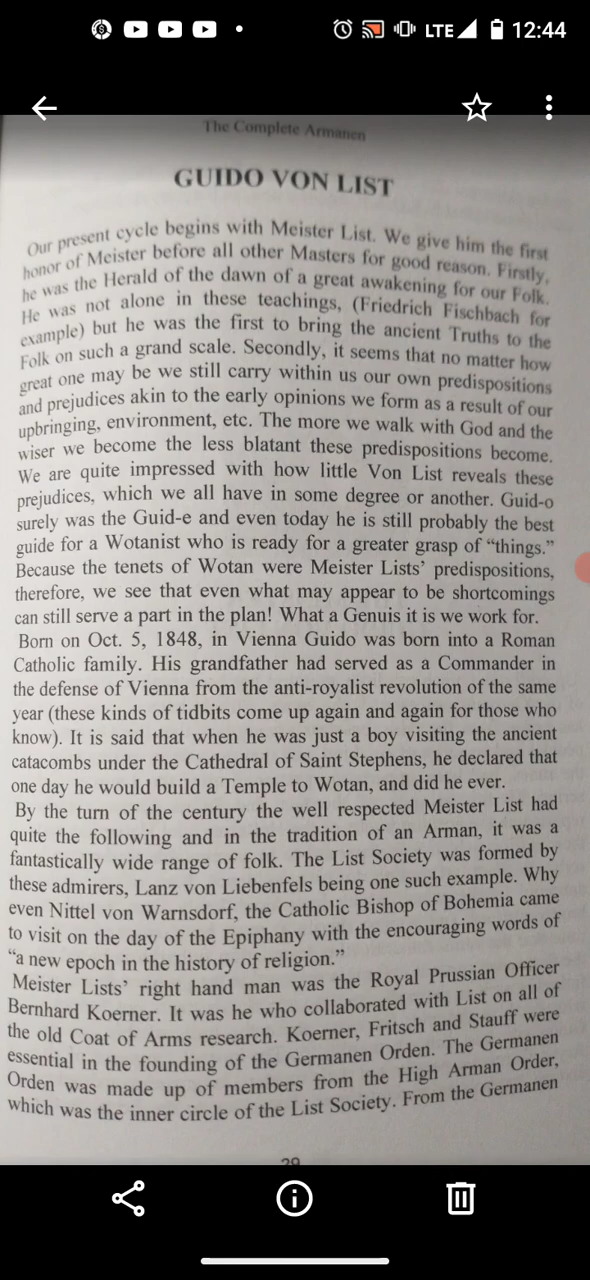 LTE 12:44
The Complete Armanen
GUIDO VON LIST
Our present cycle begins with Meister List. We give him the first
honor of Meister before all other Masters for good reason. Firstly,
he was the Herald of the dawn of a great awakening for our Folk.
He was not alone in these teachings, (Friedrich Fischbach for
example) but he was the first to bring the ancient Truths to the
Folk on such a grand scale. Secondly, it seems that no matter how
great one may be we still carry within us our own predispositions
and prejudices akin to the early opinions we form as a result of our
upbringing, environment, etc. The more we walk with God and the
wiser we become the less blatant these predispositions become.
We are quite impressed with how little Von List reveals these
prejudices, which we all have in some degree or another. Guid-o
surely was the Guid-e and even today he is still probably the best
guide for a Wotanist who is ready for a greater grasp of “things.”
Because the tenets of Wotan were Meister Lists’ predispositions,
therefore, we see that even what may appear to be shortcomings
can still serve a part in the plan! What a Genuis it is we work for.
Born on Oct. 5, 1848, in Vienna Guido was born into a Roman
Catholic family. His grandfather had served as a Commander in
the defense of Vienna from the anti-royalist revolution of the same
year (these kinds of tidbits come up again and again for those who
know). It is said that when he was just a boy visiting the ancient
catacombs under the Cathedral of Saint Stephens, he declared that
one day he would build a Temple to Wotan, and did he ever.
By the turn of the century the well respected Meister List had
quite the following and in the tradition of an Arman, it was a
fantastically wide range of folk. The List Society was formed by
these admirers, Lanz von Liebenfels being one such example. Why
even Nittel von Warnsdorf, the Catholic Bishop of Bohemia came
to visit on the day of the Epiphany with the encouraging words of
“a new epoch in the history of religion.”
Meister Lists’ right hand man was the Royal Prussian Officer
Bernhard Koerner. It was he who collaborated with List on all of
the old Coat of Arms research. Koerner, Fritsch and Stauff were
essential in the founding of the Germanen Orden. The Germanen
Orden was made up of members from the High Arman Order,
which was the inner circle of the List Society. From the Germanen
29